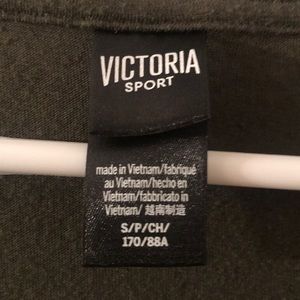 VICTORIA
SPORT
made in Vietnam/fabriqué
au Vietnam/hecho en
Vietnam/fabbricato in
Vietnam/ 越南制造
S/P/CH/
170/88A